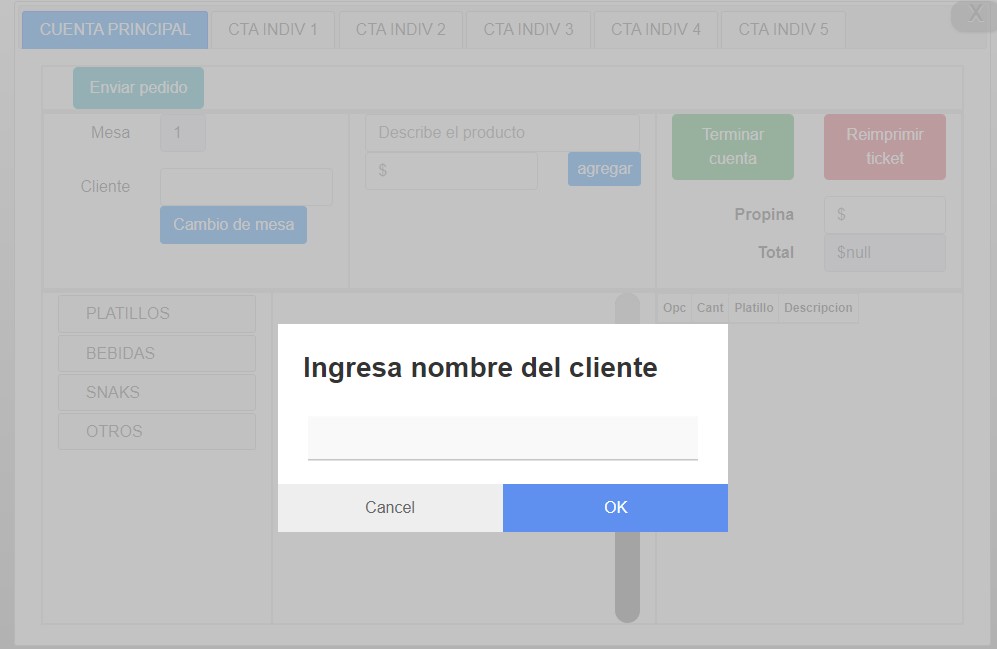 CUENTA PRINCIPAL CTA INDIV 1 CTA INDIV 2 CTA INDIV 3 CTA INDIV 4 CTA INDIV 5 X
Enviar pedido
Mesa 1
Cliente
Cambio de mesa
Describe el producto
$ agregar
Terminar
cuenta
Reimprimir
ticket
Propina $
Total $null
PLATILLOS
BEBIDAS
SNAKS
OTROS
Opc Cant Platillo Descripcion
Ingresa nombre del cliente
Cancel OK